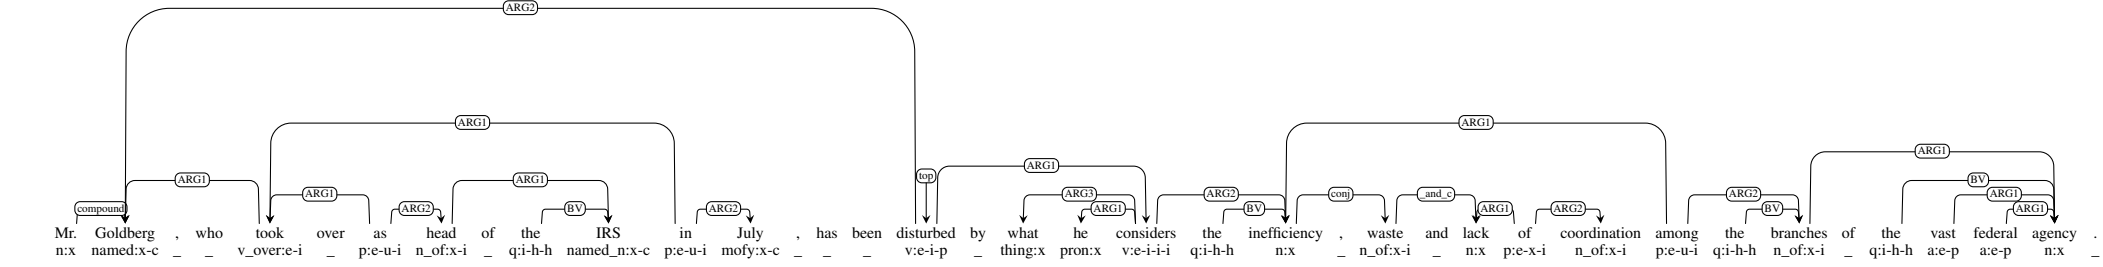 ARG2
ARG1 ARG1
ARG1
top
ARG1 ARG1 ARG1 BV
ARG1 ARG3 ARG2 conj _and_c ARG2 ARG1
compound ARG2 BV ARG2 ARG1 BV ARG1 ARG2 BV ARG1
Mr. Goldberg , who took over as head of the IRS in July , has been disturbed by what he considers the inefficiency , waste and lack of coordination among the branches of the vast federal agency .
n:x named:x-c _ _ v_over:e-i _ p:e-u-i n_of:x-i _ q:i-h-h named_n:x-c p:e-u-i mofy:x-c _ _ _ v:e-i-p _ thing:x pron:x v:e-i-i-i q:i-h-h n:x _ n_of:x-i _ n:x p:e-x-i n_of:x-i p:e-u-i q:i-h-h n_of:x-i _ q:i-h-h a:e-p a:e-p n:x _